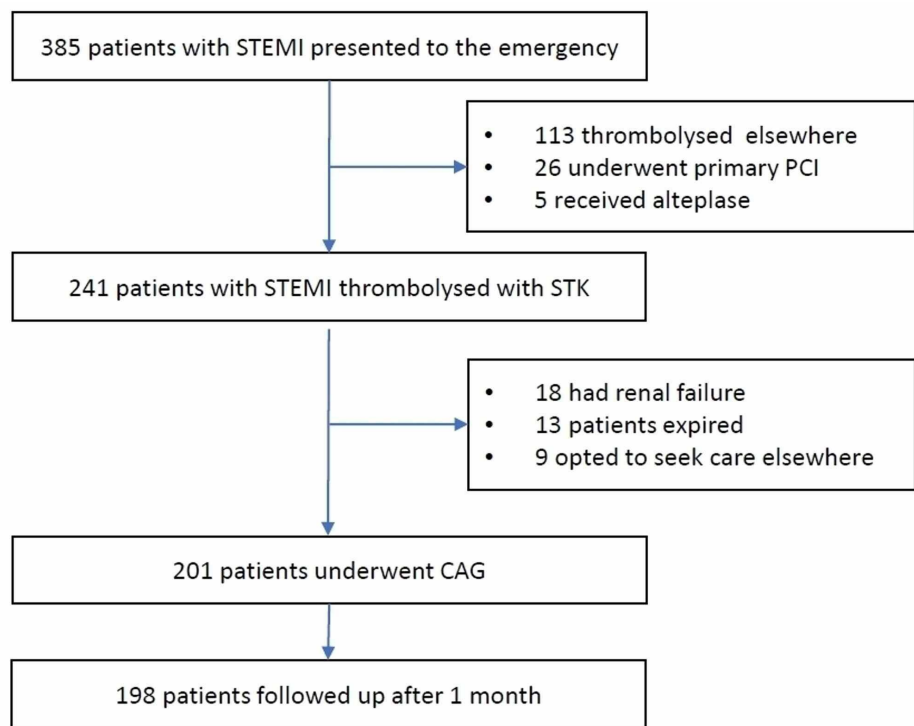 385 patients with STEMI presented to the emergency
• 113 thrombolysed elsewhere
• 26 underwent primary PCI
• 5 received alteplase
241 patients with STEMI thrombolysed with STK
• 18 had renal failure
• 13 patients expired
• 9 opted to seek care elsewhere
201 patients underwent CAG
198 patients followed up after 1 month